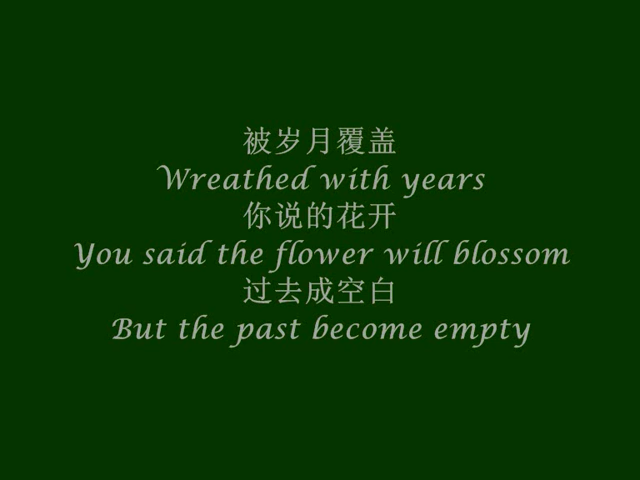 被岁月覆盖
Wreathed with years
你说的花开
You said the flower will blossom
过去成空白
But the past become empty